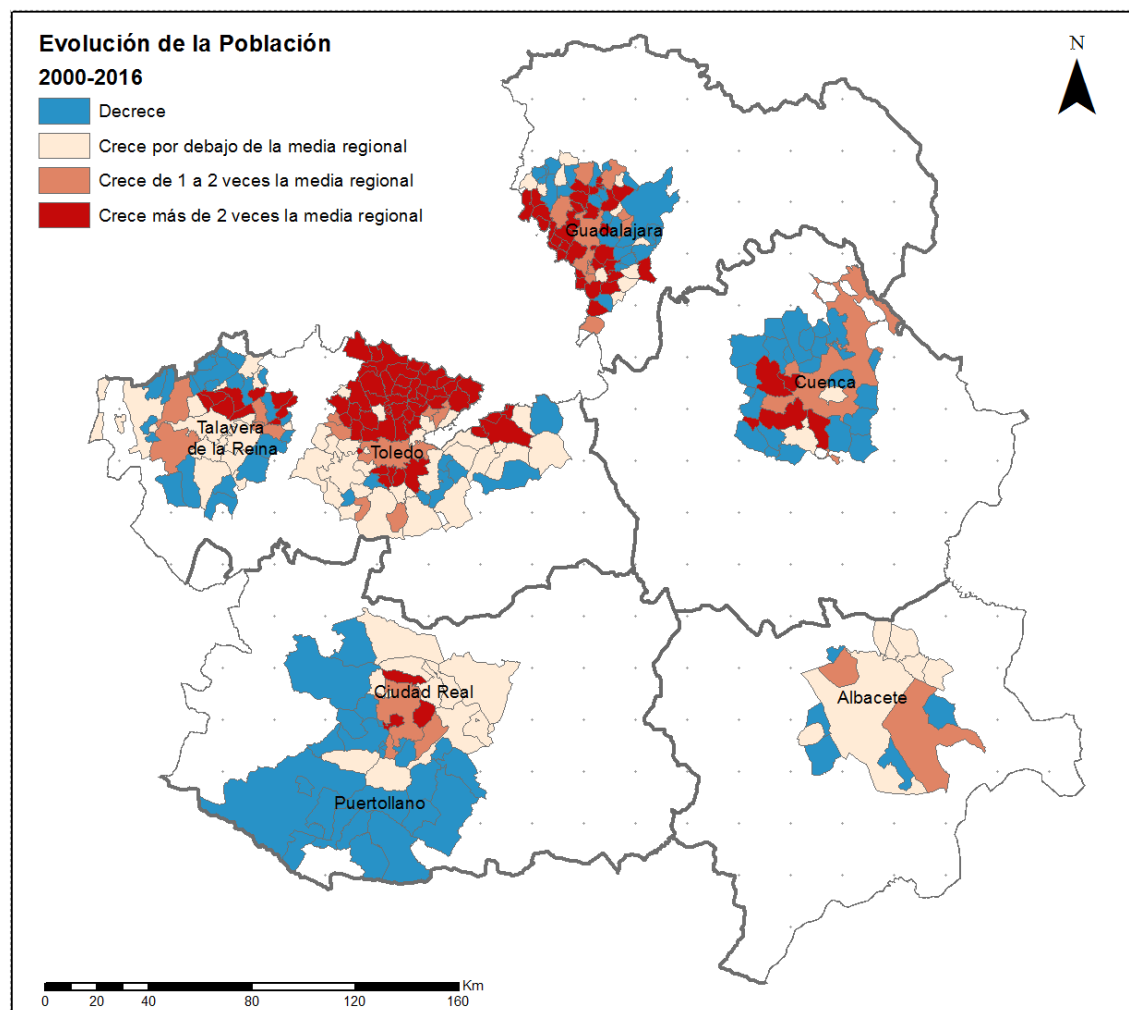 Evolución de la Población
2000-2016
Decrece
Crece por debajo de la media regional
Crece de 1 a 2 veces la media regional
Crece más de 2 veces la media regional
N
Guadalajara
Cuenca
Talavera
de la Reina
Toledo
Ciudad Real
Albacete
Puertollano
Km
0 20 40 80 120 160